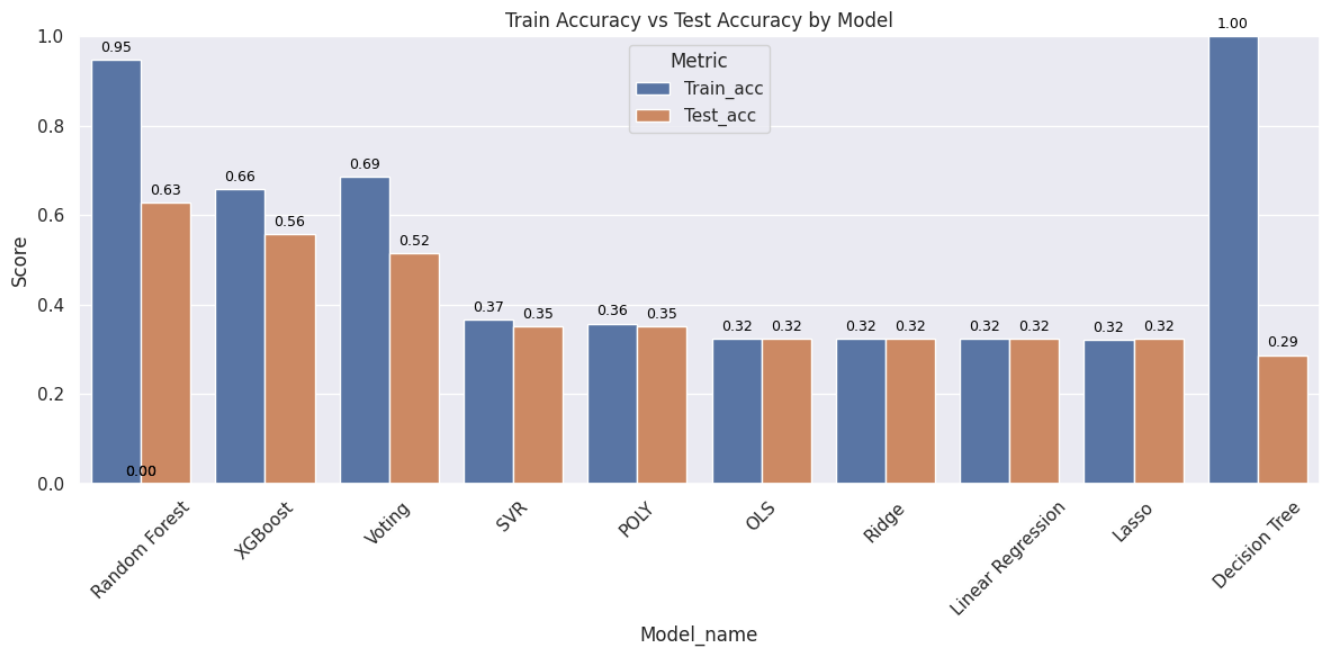 Train Accuracy vs Test Accuracy by Model
Metric
Train_acc
Test_acc
Score
1.0
0.8
0.6
0.4
0.2
0.0
0.95
0.63
0.66
0.56
0.69
0.52
0.37
0.35
0.36
0.35
0.32
0.32
0.32
0.32
0.32
0.32
0.32
0.32
1.00
0.29
0.00
Random Forest
XGBoost
Voting
SVR
POLY
OLS
Ridge
Linear Regression
Lasso
Decision Tree
Model_name